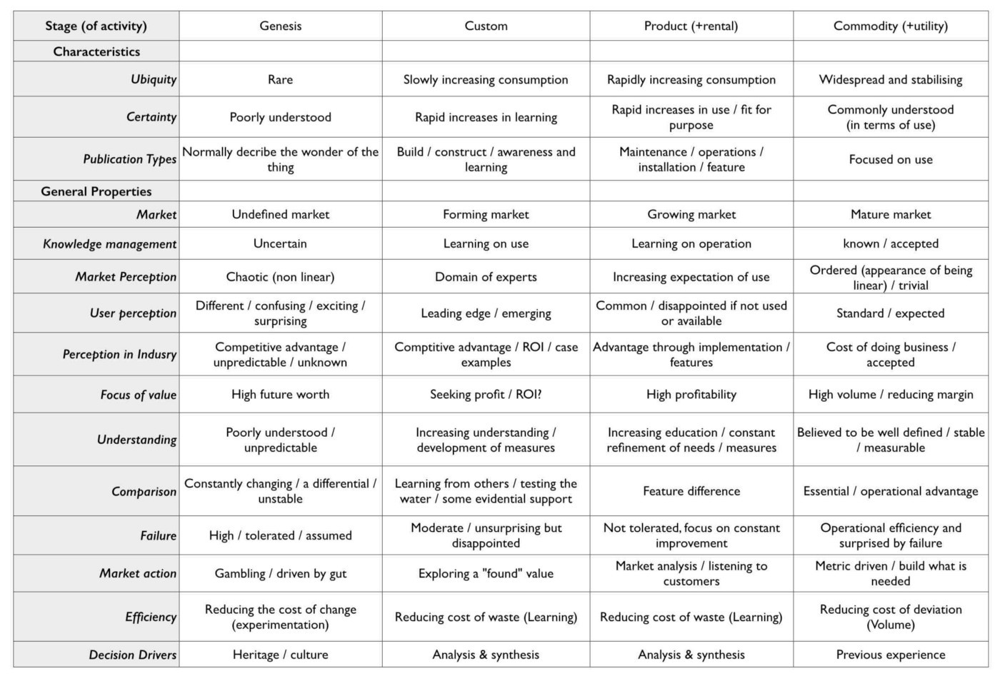 Stage (of activity) Genesis Custom Product (+rental) Commodity (+utility)
Characteristics
Ubiquity Rare Slowly increasing consumption Rapidly increasing consumption Widespread and stabilising
Certainty Poorly understood Rapid increases in learning Rapid increases in use / fit for purpose Commonly understood (in terms of use)
Publication Types Normally decribe the wonder of the thing Build / construct / awareness and learning Maintenance / operations / installation / feature Focused on use
General Properties
Market Undefined market Forming market Growing market Mature market
Knowledge management Uncertain Learning on use Learning on operation known / accepted
Market Perception Chaotic (non linear) Domain of experts Increasing expectation of use Ordered (appearance of being linear) / trivial
User perception Different / confusing / exciting / surprising Leading edge / emerging Common / disappointed if not used or available Standard / expected
Perception in Indusry Competitive advantage / unpredictable / unknown Comptitive advantage / ROI / case examples Advantage through implementation / features Cost of doing business / accepted
Focus of value High future worth Seeking profit / ROI? High profitability High volume / reducing margin
Understanding Poorly understood / unpredictable Increasing understanding / development of measures Increasing education / constant refinement of needs / measures Believed to be well defined / stable / measurable
Comparison Constantly changing / a differential / unstable Learning from others / testing the water / some evidential support Feature difference Essential / operational advantage
Failure High / tolerated / assumed Moderate / unsurprising but disappointed Not tolerated, focus on constant improvement Operational efficiency and surprised by failure
Market action Gambling / driven by gut Exploring a "found" value Market analysis / listening to customers Metric driven / build what is needed
Efficiency Reducing the cost of change (experimentation) Reducing cost of waste (Learning) Reducing cost of waste (Learning) Reducing cost of deviation (Volume)
Decision Drivers Heritage / culture Analysis & synthesis Analysis & synthesis Previous experience